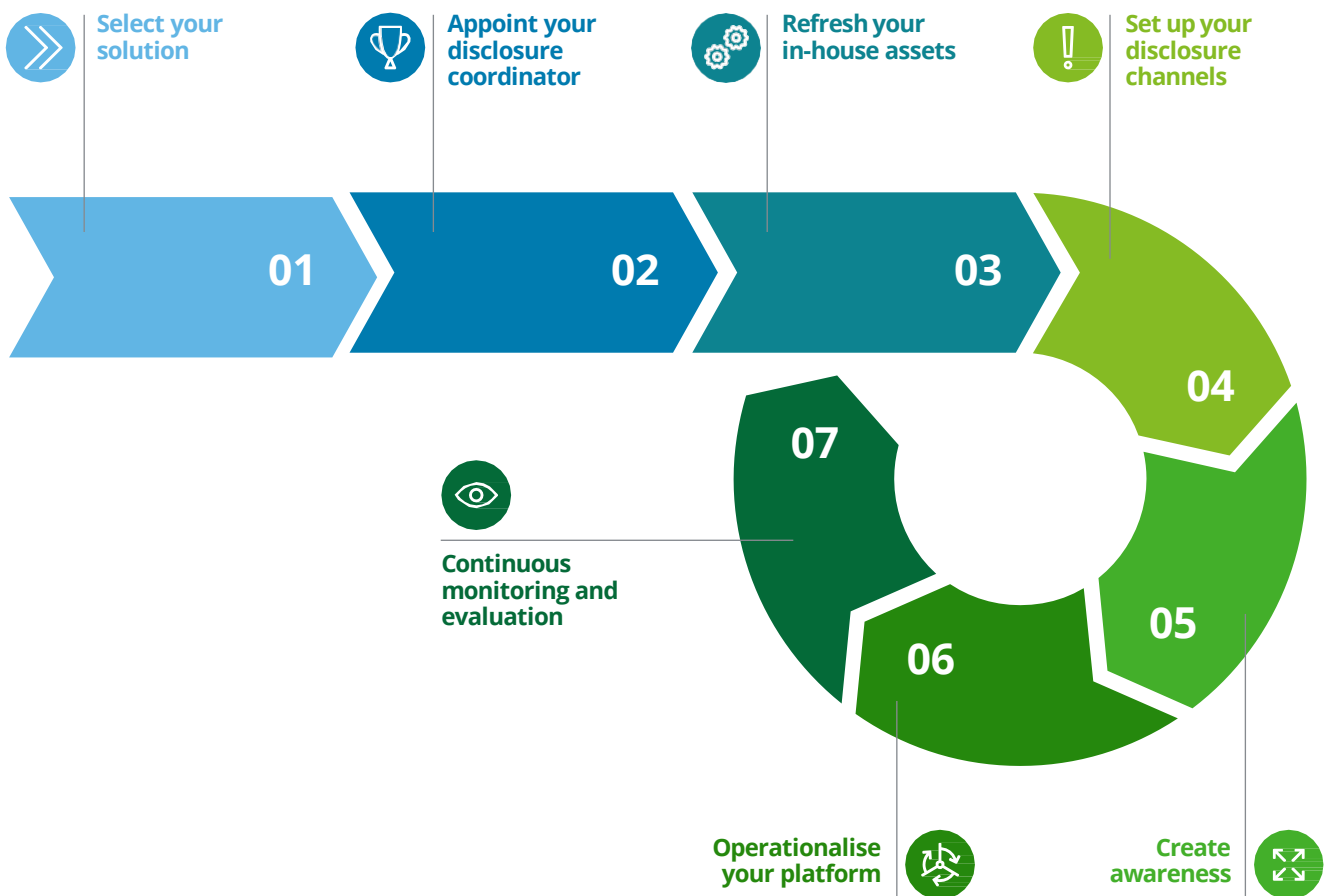 Select your
solution
Appoint your
disclosure
coordinator
Refresh your
in-house assets
Set up your
disclosure
channels
01
02
03
04
07
Continuous
monitoring and
evaluation
05
06
Operationalise
your platform
Create
awareness